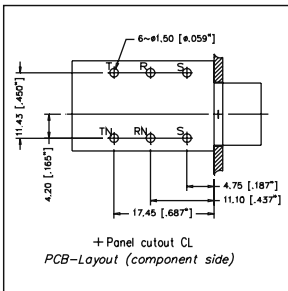 6~ø1,50 [ø.059"]
T R S
11.43 [.450"]
4.20 [.165"]
TN RN S
4.75 [.187"]
11.10 [.437"]
17.45 [.687"]
+ Panel cutout CL
PCB-Layout (component side)